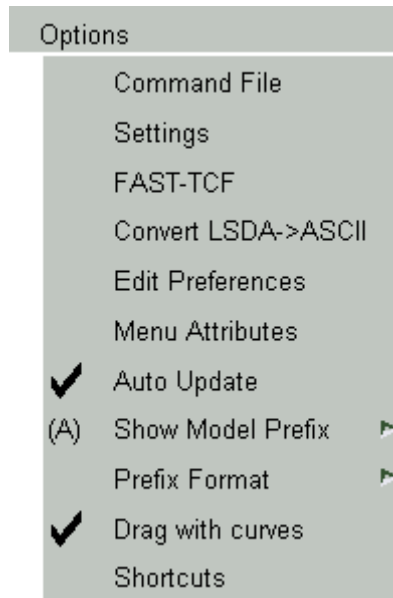 Options
Command File
Settings
FAST-TCF
Convert LSDA->ASCII
Edit Preferences
Menu Attributes
Auto Update
(A) Show Model Prefix
Prefix Format
Drag with curves
Shortcuts